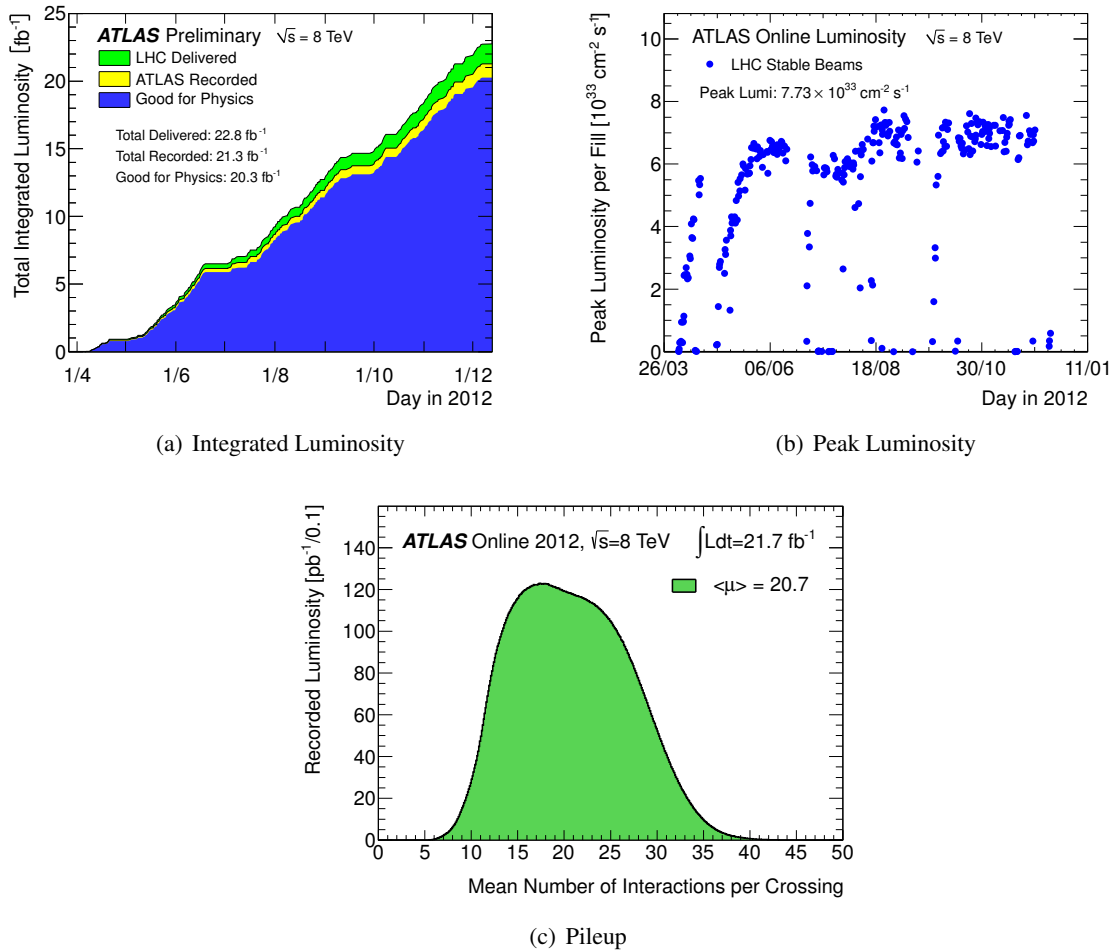 ATLAS Preliminary √s = 8 TeV
LHC Delivered
ATLAS Recorded
Good for Physics
Total Delivered: 22.8 fb⁻¹
Total Recorded: 21.3 fb⁻¹
Good for Physics: 20.3 fb⁻¹
Total Integrated Luminosity [fb⁻¹]
25
20
15
10
5
0
1/4 1/6 1/8 1/10 1/12
Day in 2012
(a) Integrated Luminosity
ATLAS Online Luminosity √s = 8 TeV
LHC Stable Beams
Peak Lumi: 7.73 × 10³³ cm⁻² s⁻¹
Peak Luminosity per Fill [10³³ cm⁻² s⁻¹]
10
8
6
4
2
0
26/03 06/06 18/08 30/10 11/01
Day in 2012
(b) Peak Luminosity
ATLAS Online 2012, √s=8 TeV ∫Ldt=21.7 fb⁻¹
<μ> = 20.7
Recorded Luminosity [pb⁻¹/0.1]
140
120
100
80
60
40
20
0
0 5 10 15 20 25 30 35 40 45 50
Mean Number of Interactions per Crossing
(c) Pileup